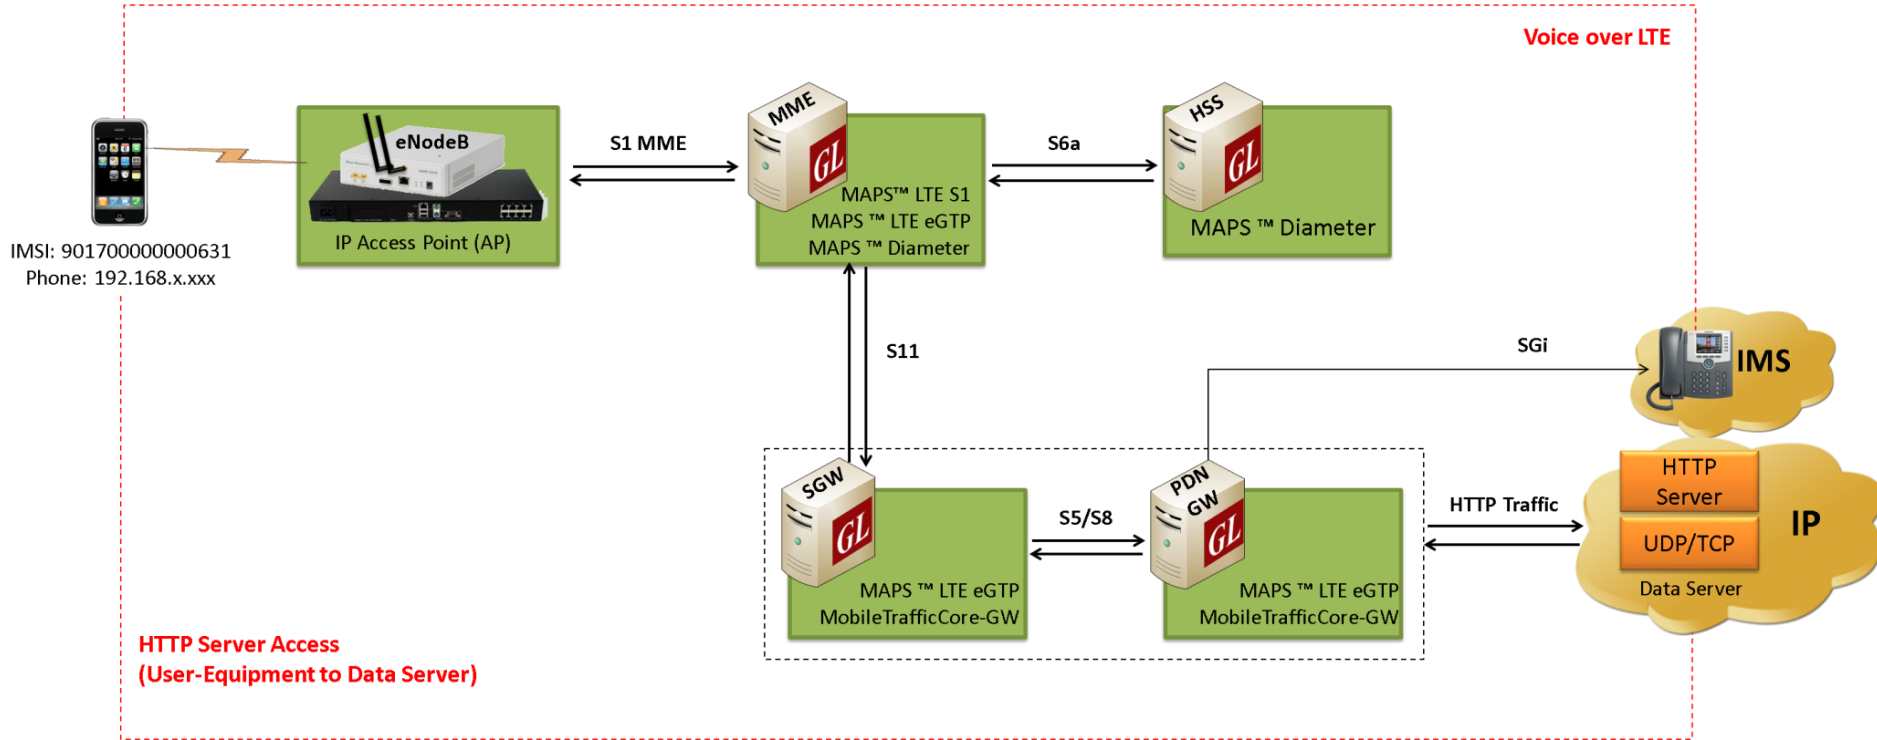 Voice over LTE
MME
HSS
eNodeB
S1 MME
S6a
GL
GL
MAPS™ LTE S1
MAPS ™ LTE eGTP
MAPS ™ Diameter
MAPS ™ Diameter
IP Access Point (AP)
IMSI: 901700000000631
Phone: 192.168.x.xxx
S11
SGi
IMS
SGW
PDN
GW
GL
GL
S5/S8
HTTP Traffic
HTTP
Server
UDP/TCP
IP
Data Server
MAPS ™ LTE eGTP
MobileTrafficCore-GW
MAPS ™ LTE eGTP
MobileTrafficCore-GW
HTTP Server Access
(User-Equipment to Data Server)